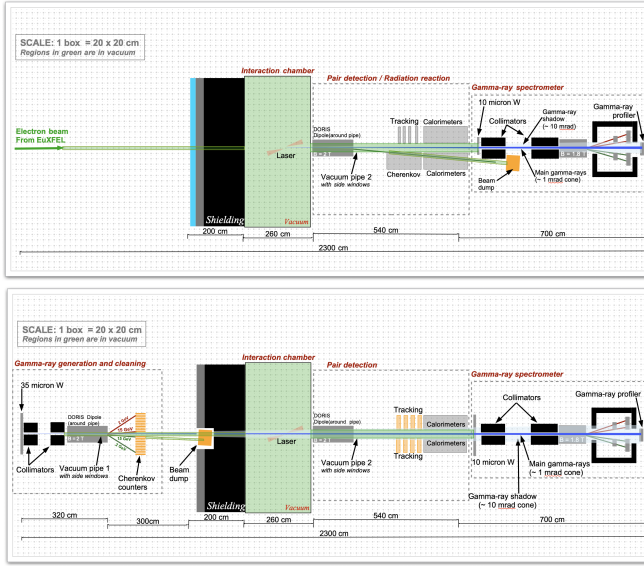 SCALE: 1 box = 20 x 20 cm
Regions in green are in vacuum
Interaction chamber
Pair detection / Radiation reaction
Gamma-ray spectrometer
10 micron W
Gamma-ray
shadow
(~ 10 mrad)
Gamma-ray
profiler
Collimators
Tracking
Calorimeters
DORIS
Dipole(around pipe)
Electron beam
From EuXFEL
Laser
B = 2 T
B = 1.8 T
Vacuum pipe 2
with side windows
Cherenkov
Calorimeters
Beam
dump
Main gamma-rays
(~ 1 mrad cone)
Shielding
Vacuum
200 cm
260 cm
540 cm
700 cm
2300 cm
SCALE: 1 box = 20 x 20 cm
Regions in green are in vacuum
Gamma-ray generation and cleaning
Interaction chamber
Pair detection
Gamma-ray spectrometer
35 micron W
Gamma-ray profiler
Collimators
Tracking
DORIS Dipole
(around pipe)
DORIS
Dipole(around pipe)
Calorimeters
B = 2 T
Laser
B = 2 T
Calorimeters
B = 1.8 T
Tracking
Collimators
Vacuum pipe 1
with side windows
Cherenkov
counters
Beam
dump
Vacuum pipe 2
with side windows
10 micron W
Main gamma-rays
(~ 1 mrad cone)
Gamma-ray shadow
(~ 10 mrad cone)
Shielding
Vacuum
320 cm
300cm
200 cm
260 cm
540 cm
700 cm
2300 cm